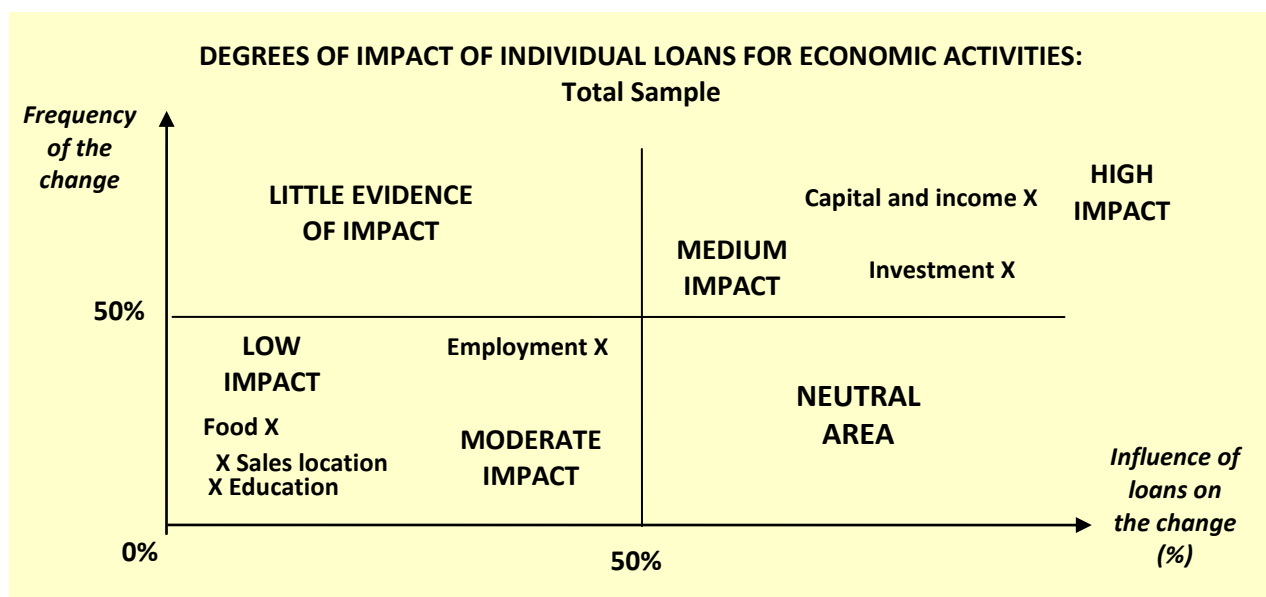 DEGREES OF IMPACT OF INDIVIDUAL LOANS FOR ECONOMIC ACTIVITIES:
Total Sample
Frequency
of the
change
LITTLE EVIDENCE
OF IMPACT
Capital and income X
HIGH
IMPACT
MEDIUM
IMPACT
Investment X
50%
LOW
IMPACT
Employment X
NEUTRAL
AREA
Food X
X Sales location
X Education
MODERATE
IMPACT
Influence of
loans on
the change
(%)
0%
50%